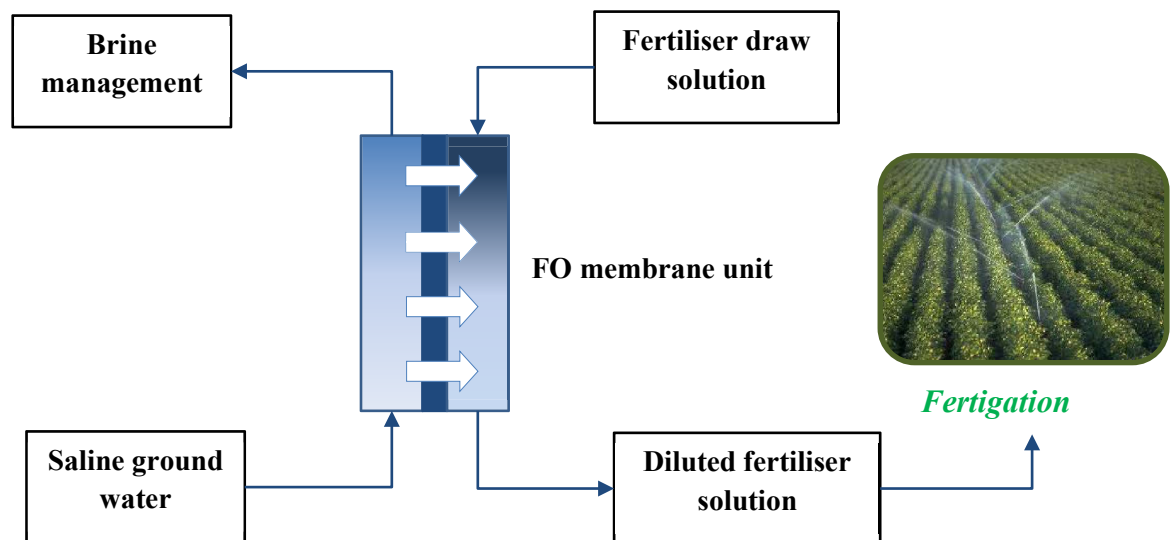 Brine
management
Fertiliser draw
solution
FO membrane unit
Fertigation
Saline ground
water
Diluted fertiliser
solution